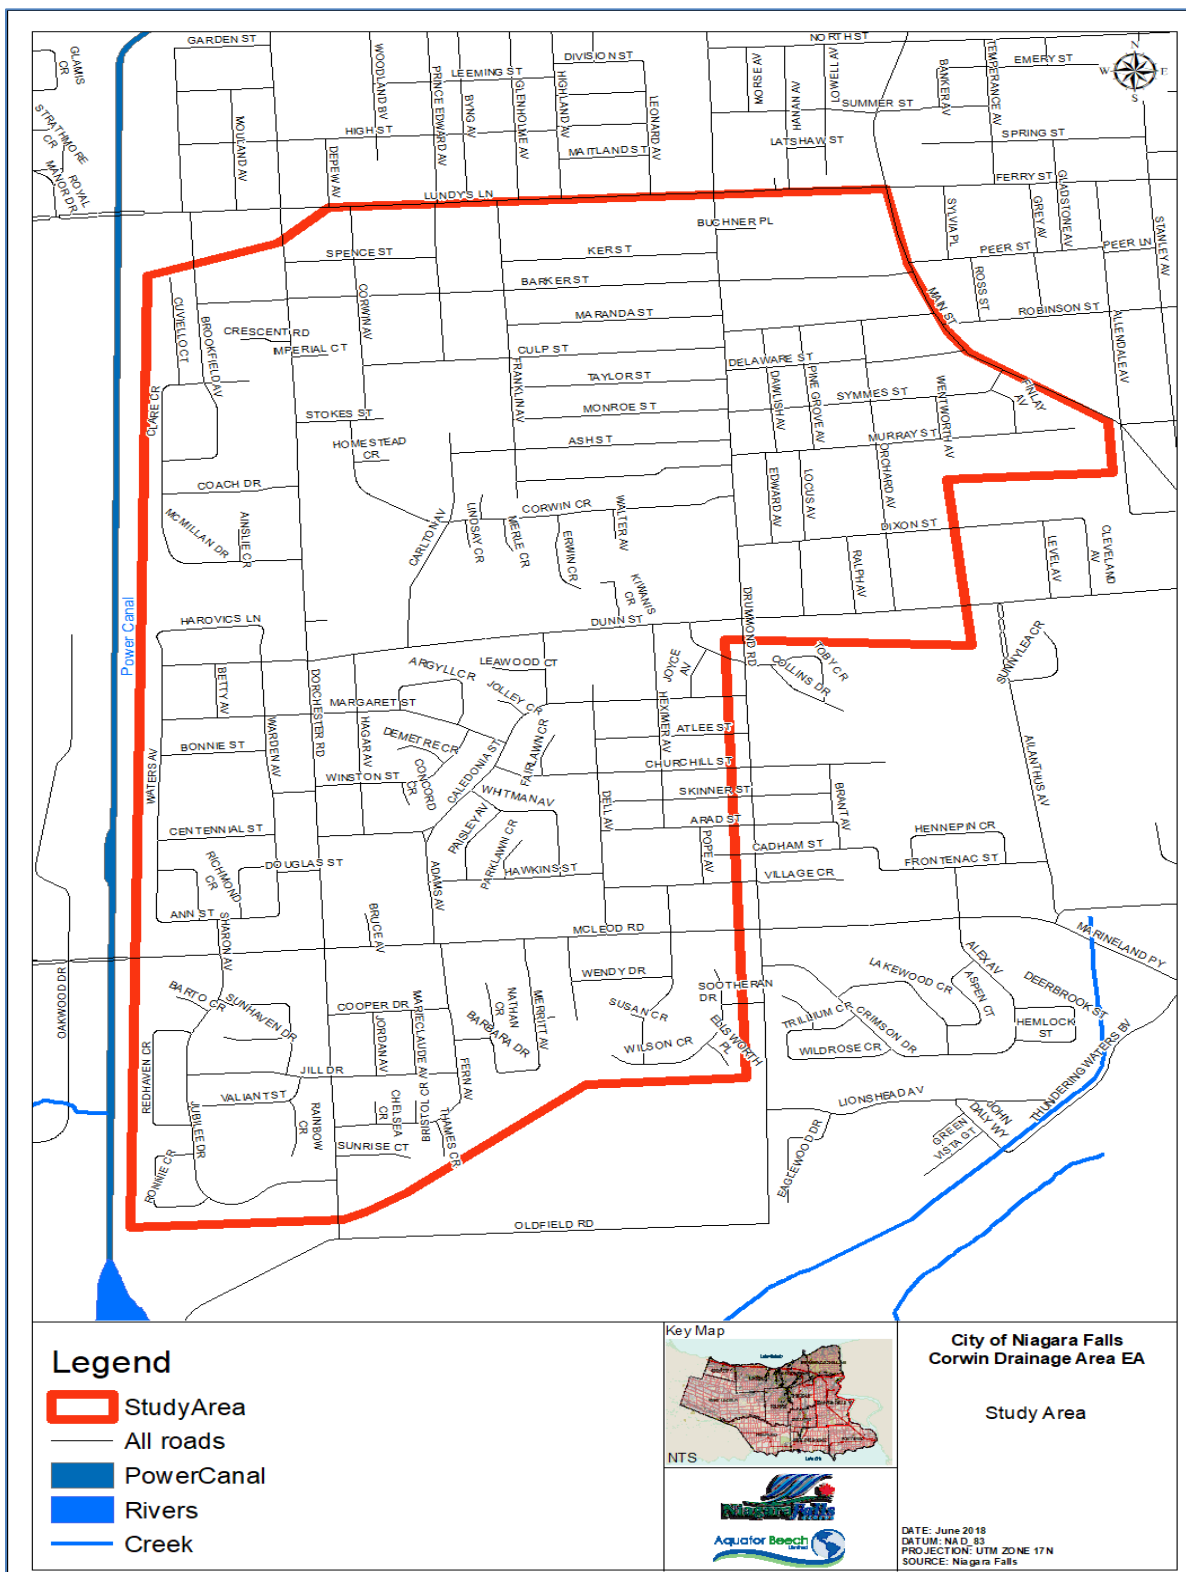 GARDEN ST
NORTH ST
GLAMIS CR
WOODLAND BV
DIVISION ST
TEMPERANCE AV
EMERY ST
N
W
E
S
PRINCE EDWARD AV
LEEMING ST
HIGHLAND AV
MORSE AV
LOWELL AV
BANKER AV
BYNG AV
GLENHOLME AV
LEONARD AV
HANAN AV
SUMMER ST
STRATHMORE CR
MOULAND AV
HIGH ST
LATSHAW ST
SPRING ST
DEPEW AV
MAITLAND ST
ROYAL MANOR DR
LUNDYS LN
FERRY ST
GLADSTONE AV
GREY AV
SYLVIA PL
STANLEY AV
BUCHNER PL
SPENCE ST
KER ST
PEER ST
PEER LN
BARKER ST
ROSS ST
CUVIELLO CT
CORWIN AV
MARANDA ST
MAIN ST
ROBINSON ST
BROOKFIELD AV
CRESCENT RD
ALLENDALE AV
IMPERIAL CT
CULP ST
DELAWARE ST
FRANKLIN AV
TAYLOR ST
DAWLISH AV
PINE GROVE AV
SYMMES ST
WENTWORTH AV
FINLAY AV
CLARE CR
STOKES ST
MONROE ST
HOMESTEAD CR
ASH ST
MURRAY ST
COACH DR
EDWARD AV
LOCUS AV
ORCHARD AV
CORWIN CR
WALTER AV
LINDSAY CR
MERLE CR
ERWIN CR
MCMILLAN DR
AINSLIE CR
CARLTON AV
DIXON ST
RALPH AV
LEVEL AV
CLEVELAND AV
Power Canal
KIWANIS CR
DRUMMOND RD
HAROVICS LN
DUNN ST
SUNNYLEA CR
TOBY CR
COLLINS DR
JOYCE AV
LEAWOOD CT
ARGYLL CR
BETTY AV
DORCHESTER RD
JOLLEY CR
MARGARET ST
HEXIMER AV
WARDEN AV
HAGAR AV
DEMETRE CR
FAIRLAWN CR
ATLEE ST
BONNIE ST
WATERS AV
CALEDONIA ST
CHURCHILL ST
AILANTHUS AV
WINSTON ST
CONCORD CR
WHITMAN AV
DELL AV
SKINNER ST
BRANT AV
CENTENNIAL ST
PAISLEY AV
PARKLAWN CR
ARAD ST
POPE AV
HENNEPIN CR
CADHAM ST
RICHMOND CR
DOUGLAS ST
ADAMS AV
HAWKINS ST
FRONTENAC ST
VILLAGE CR
ANN ST
SHARON AV
BRUCE AV
MCLEOD RD
MARINELAND PY
OAKWOOD DR
WENDY DR
ALEX AV
ASPEN CT
LAKEWOOD CR
DEERBROOK ST
BARTO CR
SUNHAVEN DR
COOPER DR
MARIECLAUDE AV
NATHAN CR
MERRITT AV
SOOTHERAN DR
SUSAN CR
TRILLIUM CR
CRIMSON DR
HEMLOCK ST
JORDAN AV
BARBARA DR
ELLSWORTH PL
WILSON CR
WILDROSE CR
REDHAVEN CR
JILL DR
FERN AV
THUNDERING WATERS BV
VALIANT ST
JUBILEE DR
RAINBOW CR
CHELSEA CR
BRISTOL CR
THAMES CR
LIONSHEAD AV
JOHN DALY WY
GREEN VISTA GT
SUNRISE CT
EAGLEWOOD DR
RONNIE CR
OLDFIELD RD
Legend
StudyArea
All roads
PowerCanal
Rivers
Creek
Key Map
NTS
Niagara Falls
Aquafor Beech
Limited
City of Niagara Falls
Corwin Drainage Area EA
Study Area
DATE: June 2018
DATUM: NAD_83
PROJECTION: UTM ZONE 17N
SOURCE: Niagara Falls